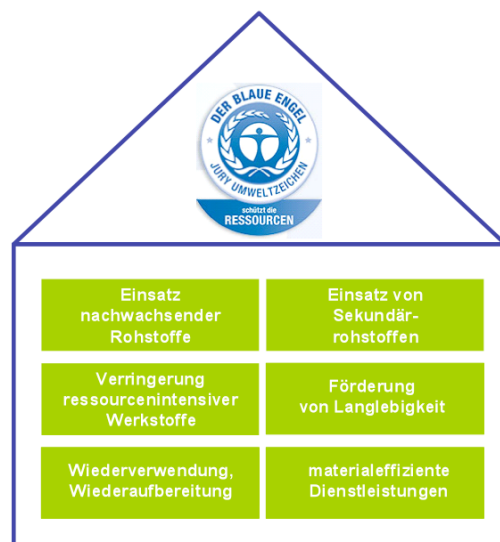 DER BLAUE ENGEL
JURY UMWELTZEICHEN
schützt die
RESSOURCEN
Einsatz
nachwachsender
Rohstoffe
Einsatz von
Sekundär-
rohstoffen
Verringerung
ressourcenintensiver
Werkstoffe
Förderung
von Langlebigkeit
Wiederverwendung,
Wiederaufbereitung
materialeffiziente
Dienstleistungen